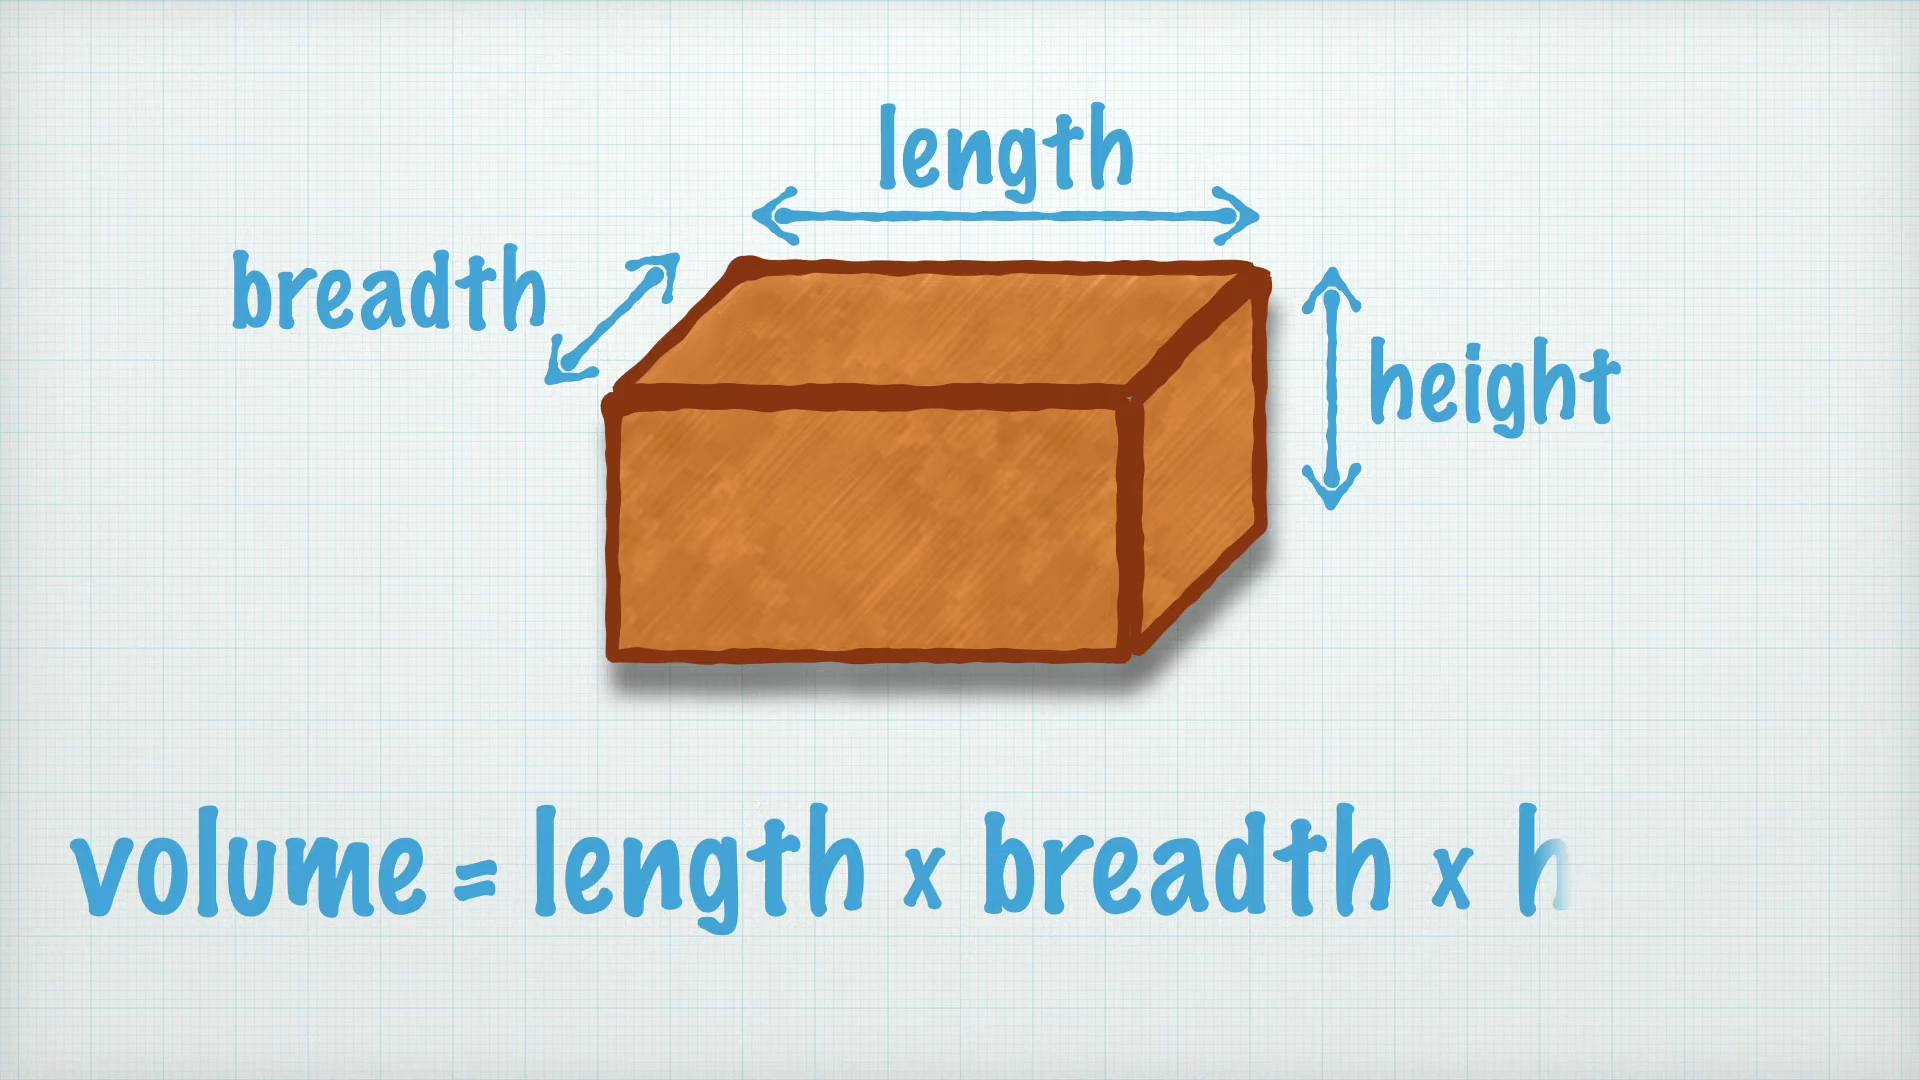 length
breadth
height
volume = length x breadth x h